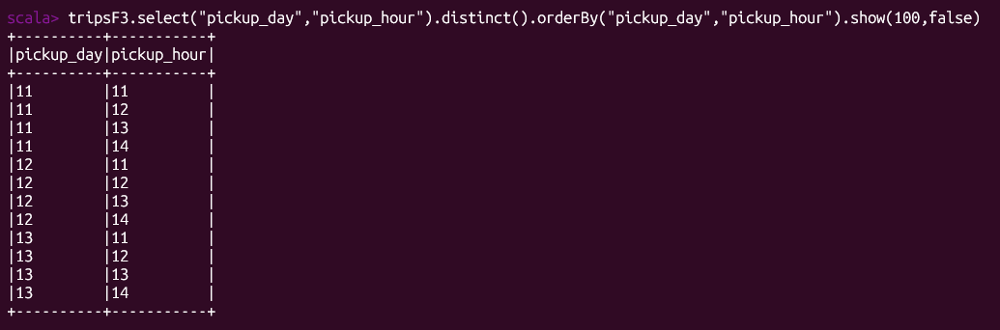 scala> tripsF3.select("pickup_day","pickup_hour").distinct().orderBy("pickup_day","pickup_hour").show(100,false)
+----------+-----------+
|pickup_day|pickup_hour|
+----------+-----------+
|11        |11         |
|11        |12         |
|11        |13         |
|11        |14         |
|12        |11         |
|12        |12         |
|12        |13         |
|12        |14         |
|13        |11         |
|13        |12         |
|13        |13         |
|13        |14         |
+----------+-----------+